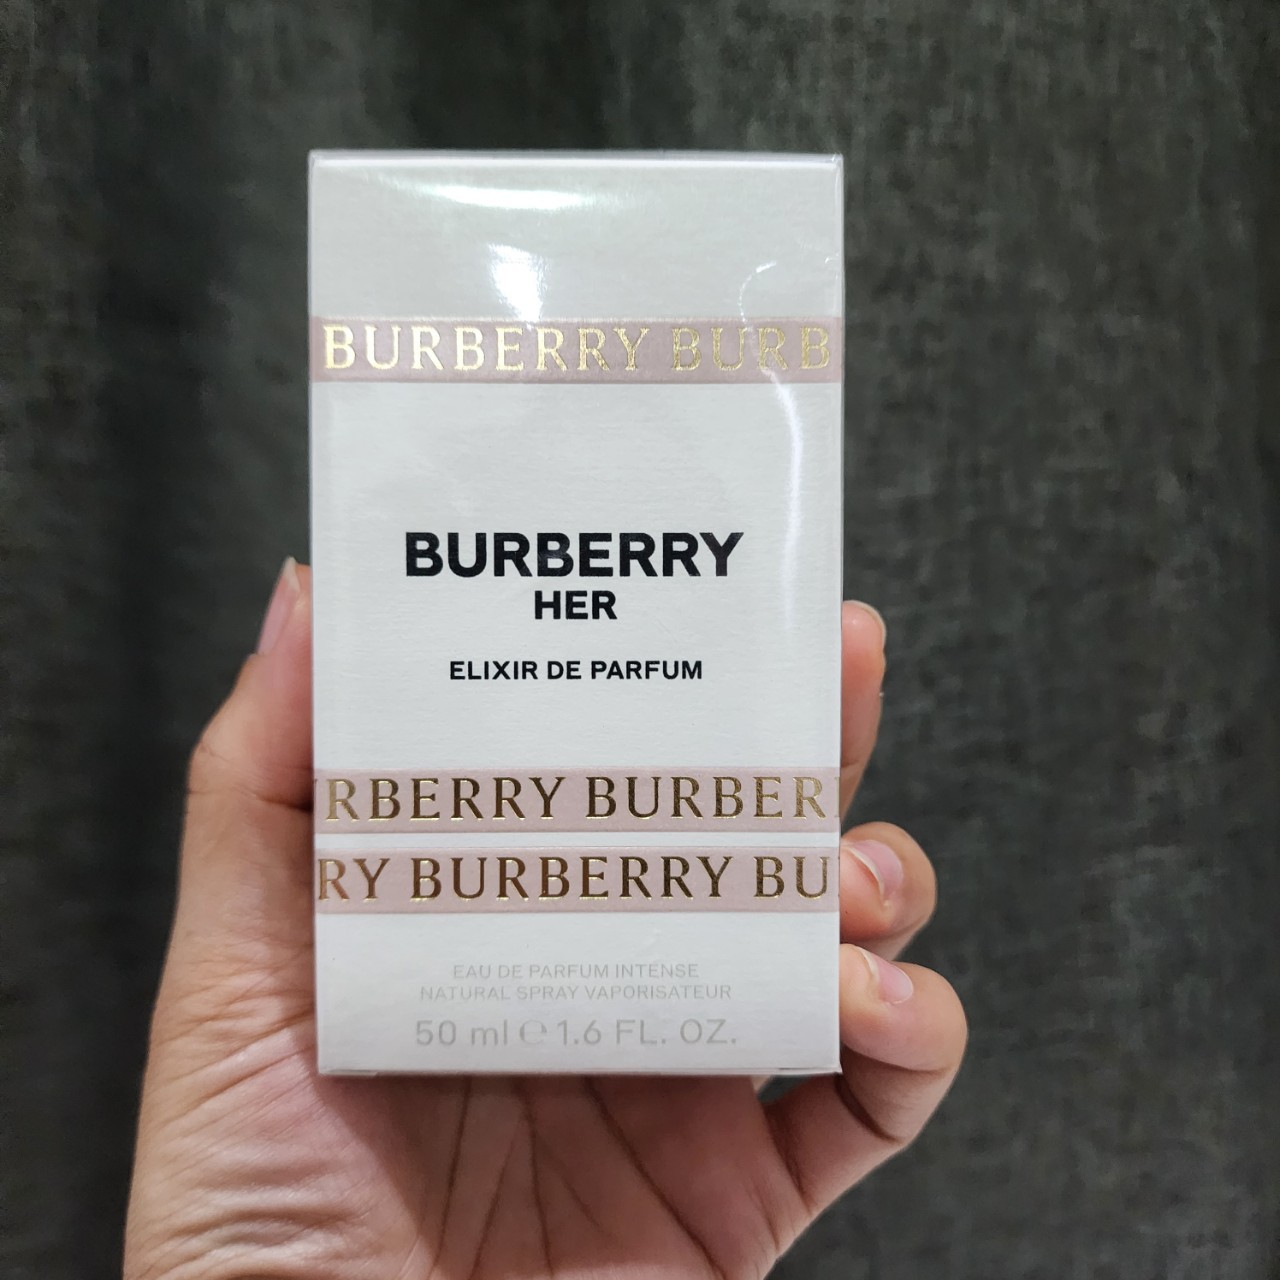 BURBERRY BURB
BURBERRY
HER
ELIXIR DE PARFUM
RBERRY BURBER
RY BURBERRY BU
EAU DE PARFUM INTENSE
NATURAL SPRAY VAPORISATEUR
50 ml ℮ 1.6 FL. OZ.